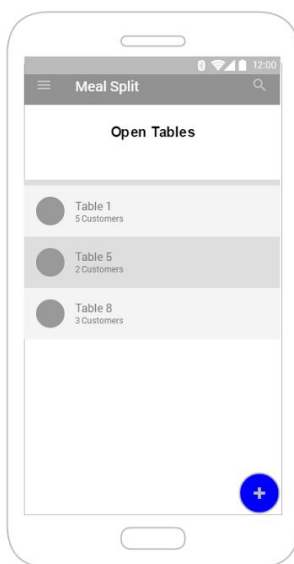 12:00
Meal Split
Open Tables
Table 1
5 Customers
Table 5
2 Customers
Table 8
3 Customers
+